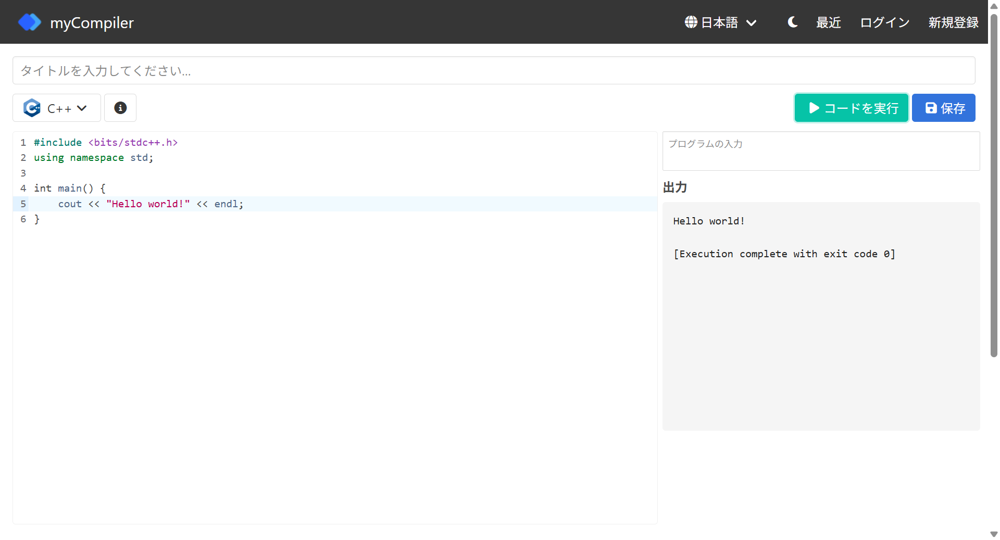 myCompiler
日本語
最近
ログイン
新規登録
タイトルを入力してください...
C++
コードを実行
保存
1 #include <bits/stdc++.h>
2 using namespace std;
3
4 int main() {
5     cout << "Hello world!" << endl;
6 }
プログラムの入力
出力
Hello world!
[Execution complete with exit code 0]